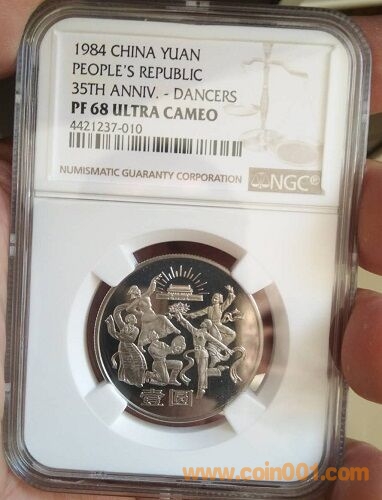 1984 CHINA YUAN
PEOPLE'S REPUBLIC
35TH ANNIV. - DANCERS
PF 68 ULTRA CAMEO
4421237-010
NUMISMATIC GUARANTY CORPORATION
NGC
壹圆
www.coin001.com